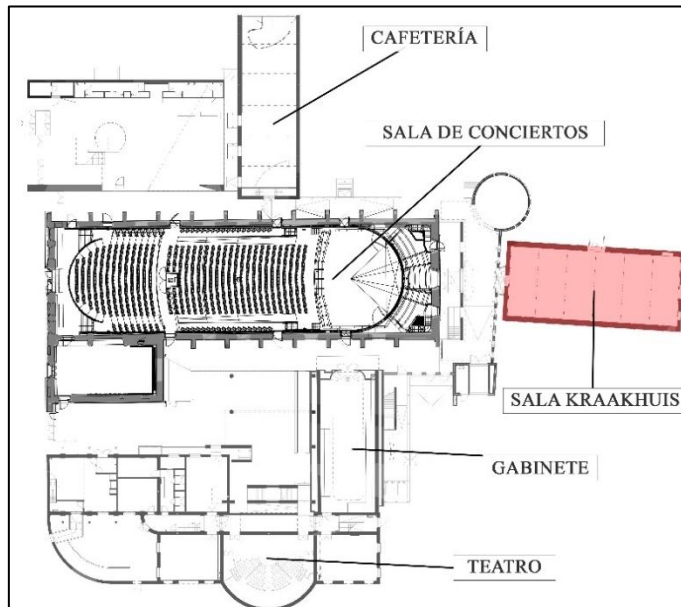 CAFETERÍA
SALA DE CONCIERTOS
SALA KRAAKHUIS
GABINETE
TEATRO